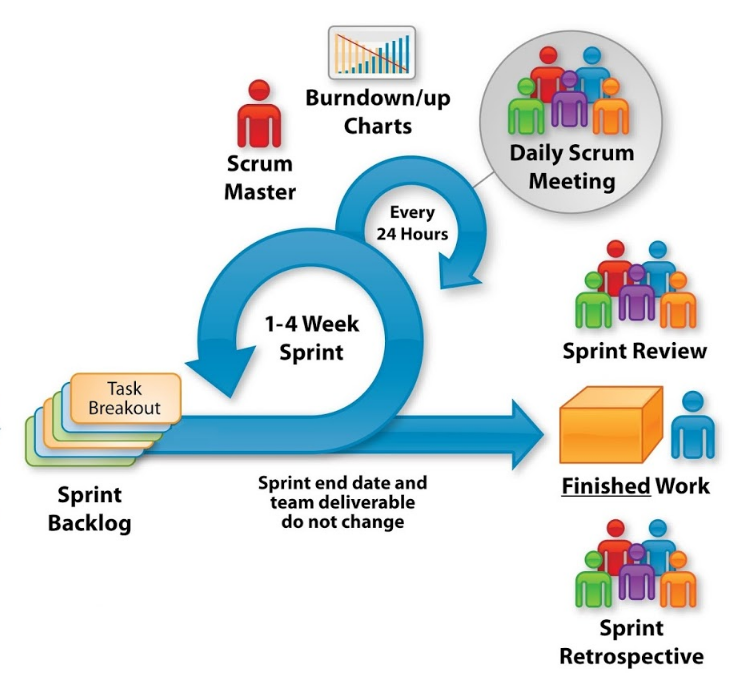 Burndown/up
Charts
Scrum
Master
Daily Scrum
Meeting
Every
24 Hours
1-4 Week
Sprint
Sprint Review
Task
Breakout
Sprint
Backlog
Sprint end date and
team deliverable
do not change
Finished Work
Sprint
Retrospective